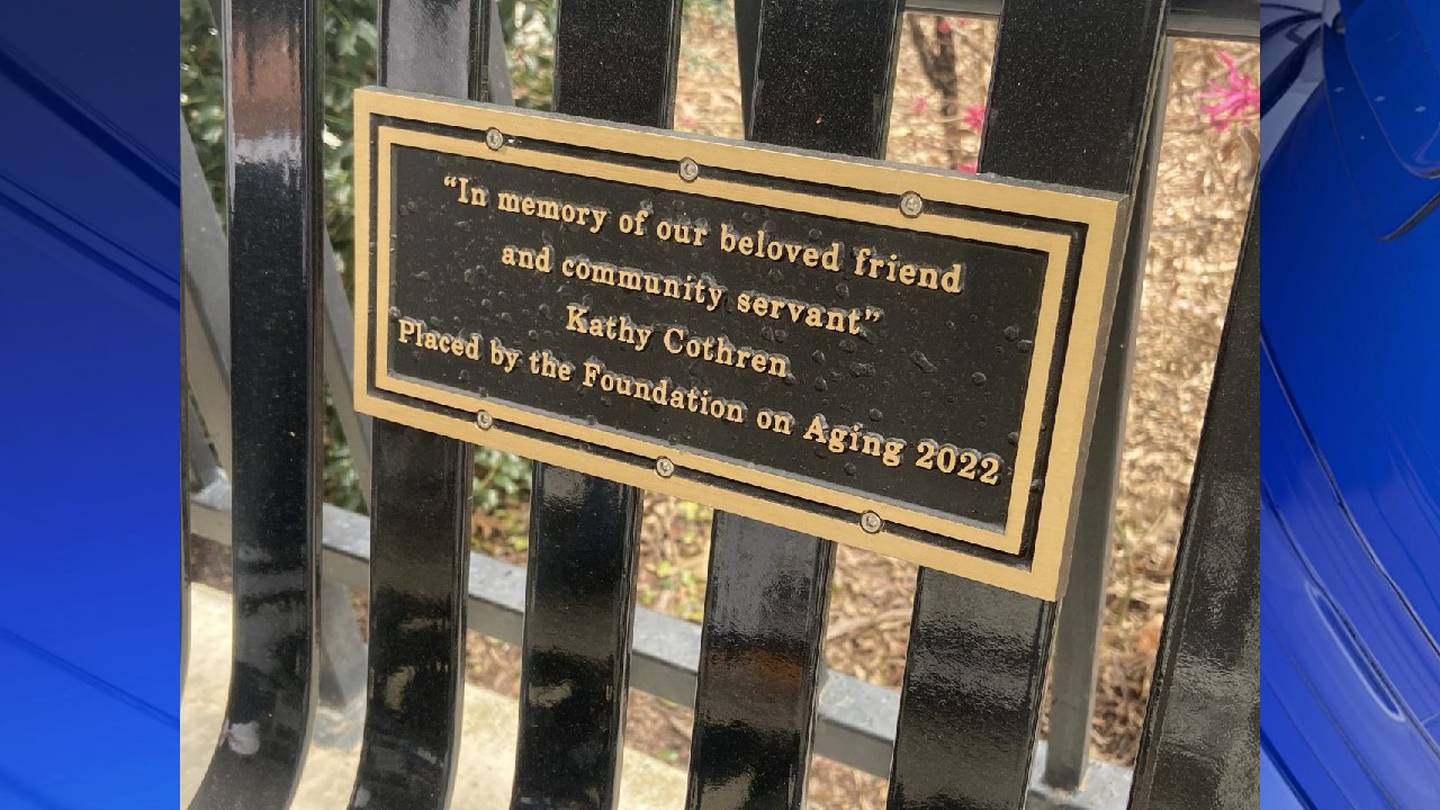 “In memory of our beloved friend
and community servant”
Kathy Cothren
Placed by the Foundation on Aging 2022